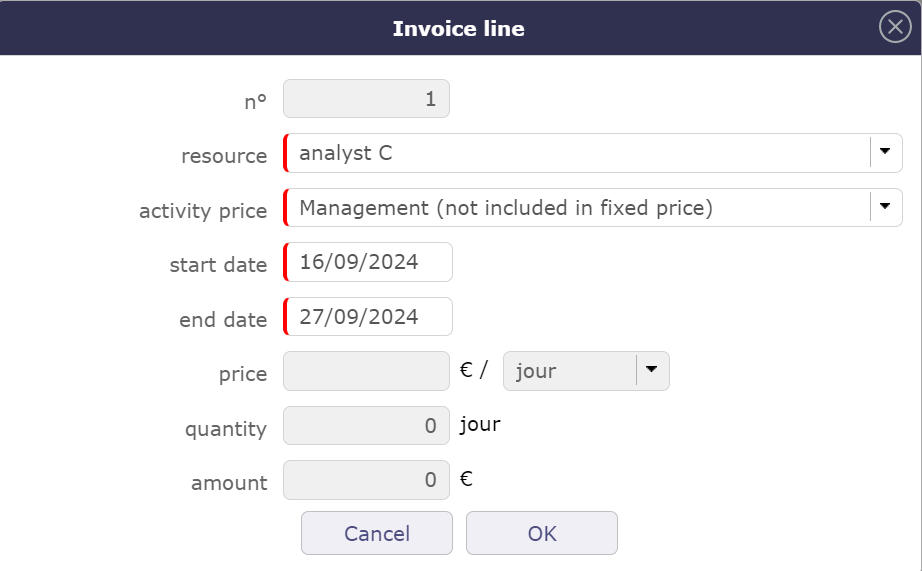 Invoice line
n° 1
resource analyst C
activity price Management (not included in fixed price)
start date 16/09/2024
end date 27/09/2024
price € / jour
quantity 0 jour
amount 0 €
Cancel OK